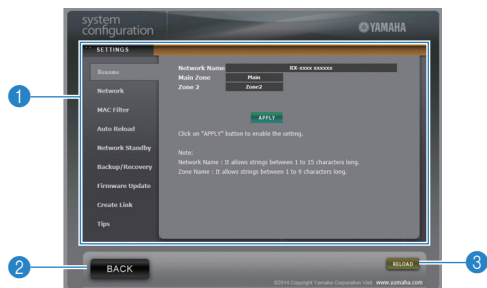 system
configuration
YAMAHA
SETTINGS
Rename
Network
MAC Filter
Auto Reload
Network Standby
Backup/Recovery
Firmware Update
Create Link
Tips
Network Name RX-xxxx xxxxxx
Main Zone Main
Zone 2 Zone2
APPLY
Click on "APPLY" button to enable the setting.
Note:
Network Name : It allows strings between 1 to 15 characters long.
Zone Name : It allows strings between 1 to 9 characters long.
1
2
BACK
RELOAD
3
©2014 Copyright Yamaha Corporation Visit www.yamaha.com